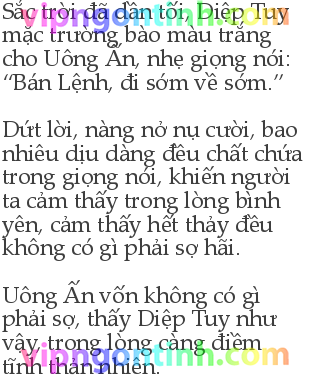 Sắc trời đã dần tối, Diệp Tuy
mặc trường bào màu trắng
cho Uông Ấn, nhẹ giọng nói:
“Bán Lệnh, đi sớm về sớm.”
Dứt lời, nàng nở nụ cười, bao
nhiêu dịu dàng đều chất chứa
trong giọng nói, khiến người
ta cảm thấy trong lòng bình
yên, cảm thấy hết thảy đều
không có gì phải sợ hãi.
Uông Ấn vốn không có gì
phải sợ, thấy Diệp Tuy như
vậy, trong lòng càng điềm
tĩnh thản nhiên.
vipngontinh.com
vipngontinh.com